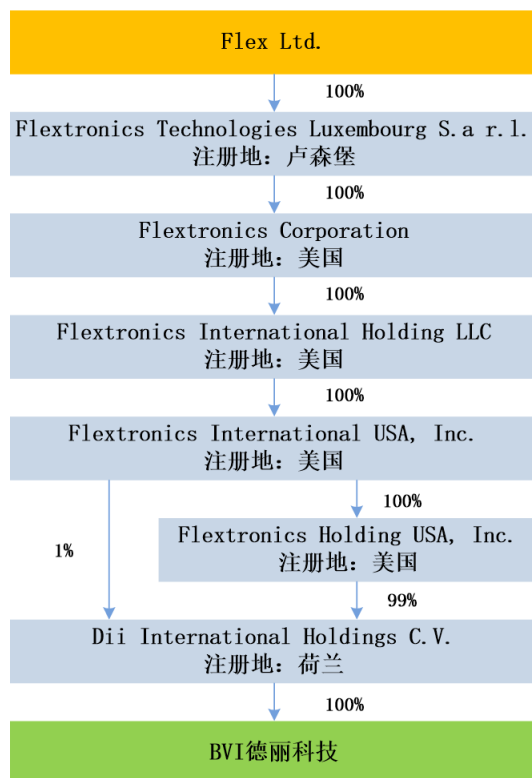 Flex Ltd.
100%
Flextronics Technologies Luxembourg S.a r.l.
注册地：卢森堡
100%
Flextronics Corporation
注册地：美国
100%
Flextronics International Holding LLC
注册地：美国
100%
Flextronics International USA, Inc.
注册地：美国
100%
1%
Flextronics Holding USA, Inc.
注册地：美国
99%
Dii International Holdings C.V.
注册地：荷兰
100%
BVI德丽科技